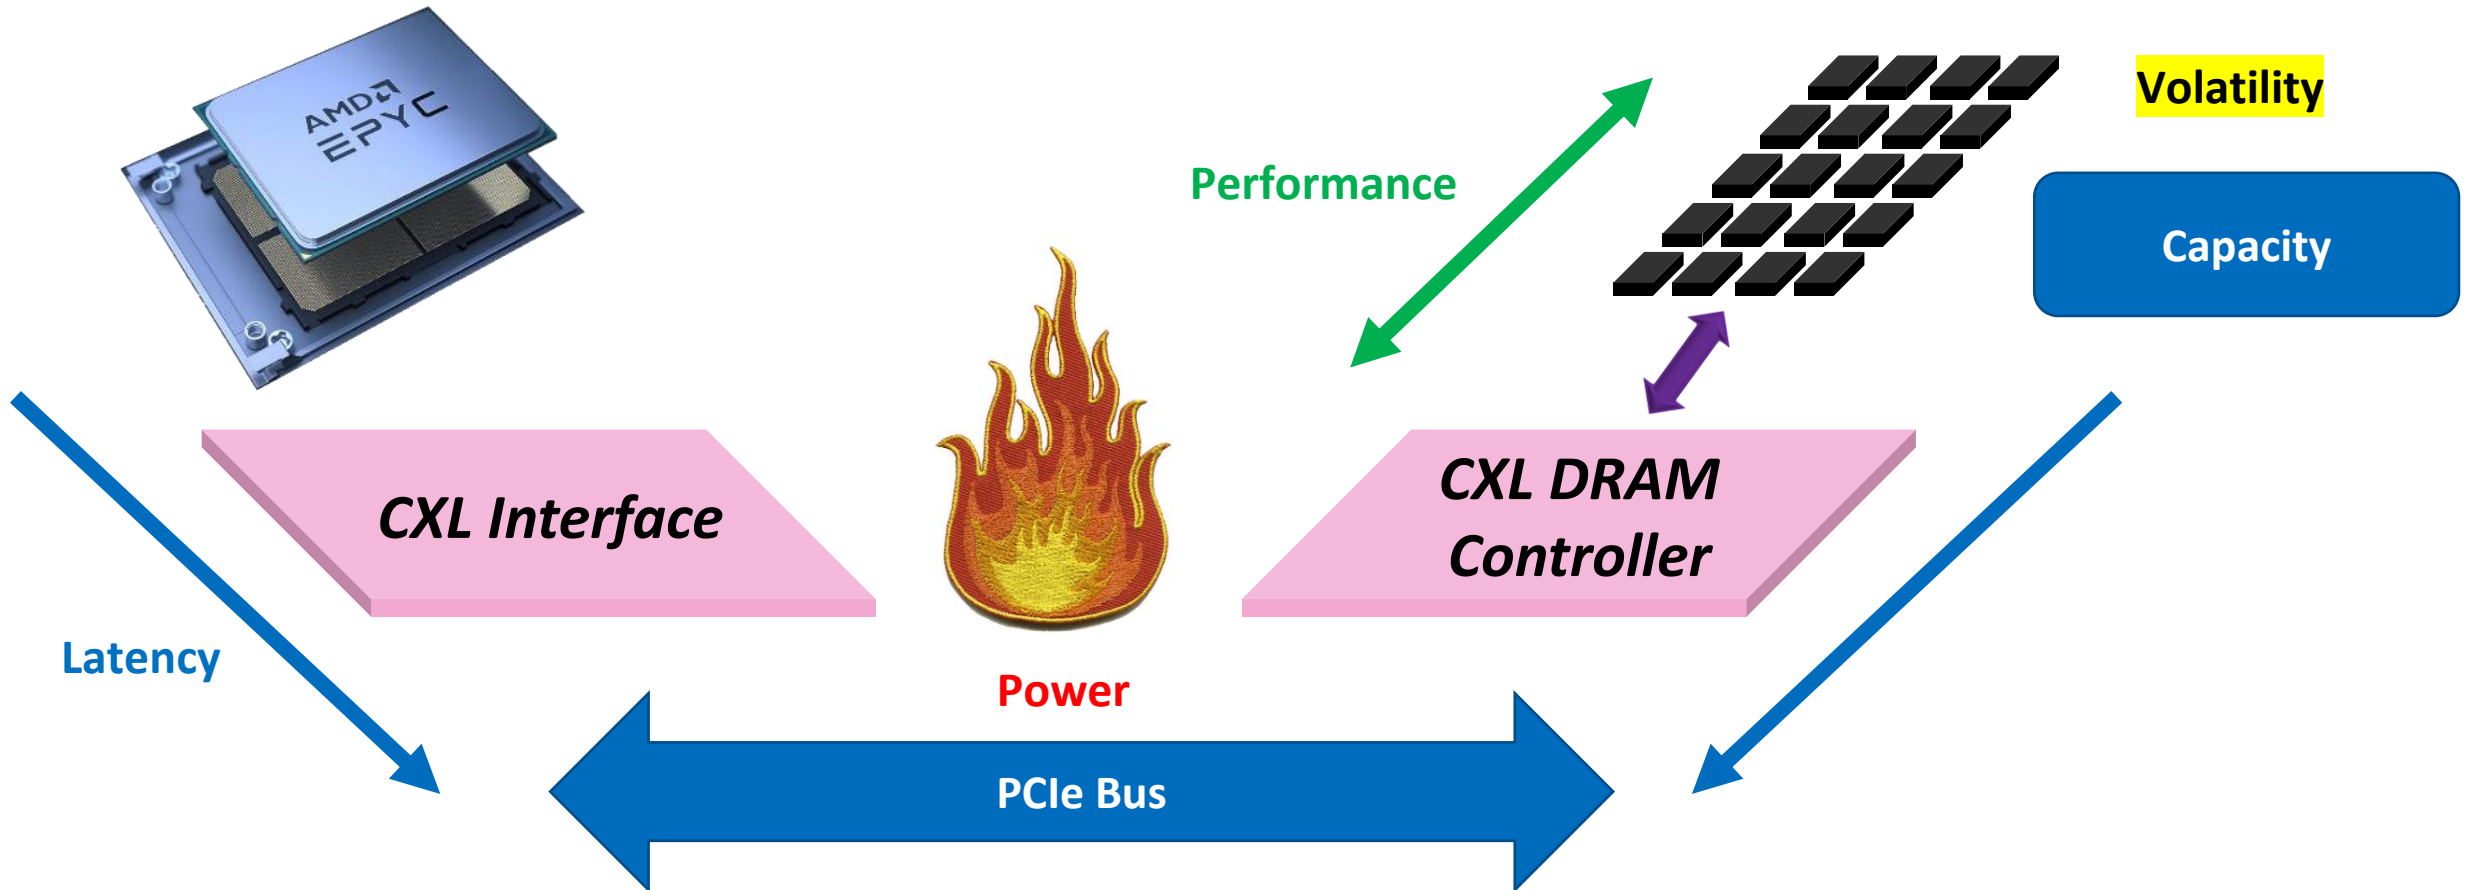 AMD
EPYC
Volatility
Performance
Capacity
CXL Interface
CXL DRAM
Controller
Latency
Power
PCIe Bus